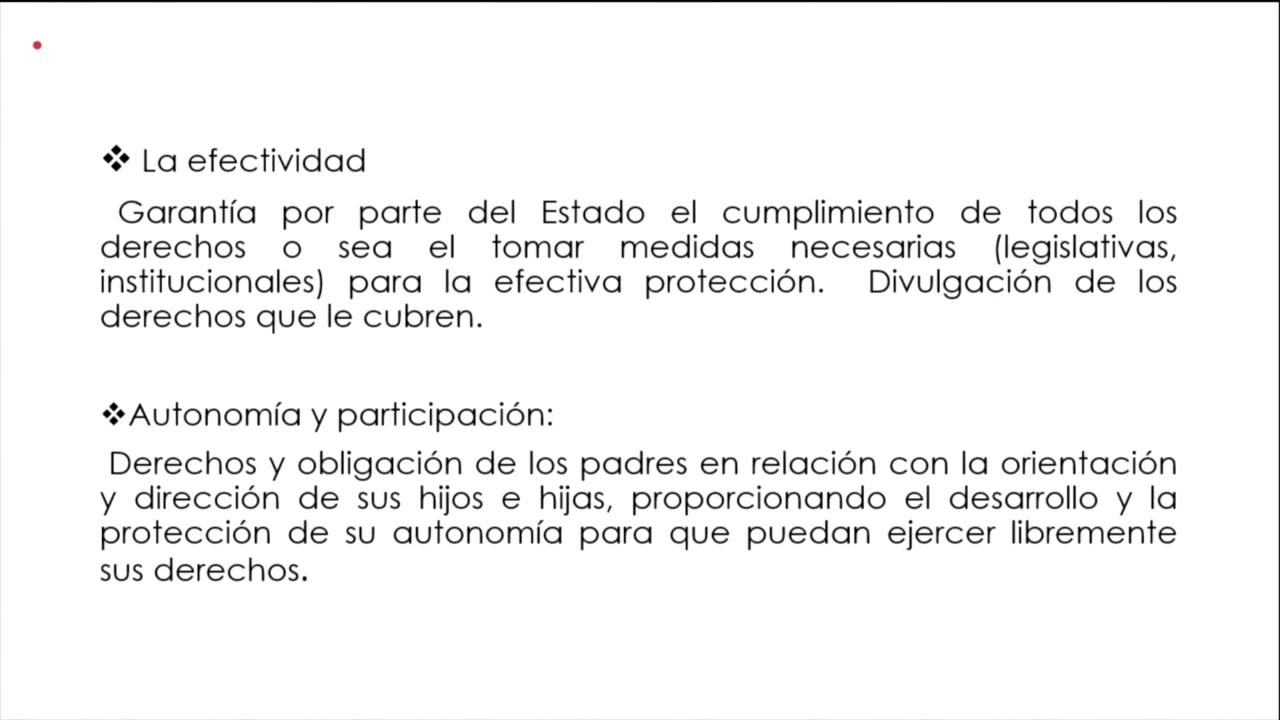 ❖ La efectividad
Garantía por parte del Estado el cumplimiento de todos los
derechos o sea el tomar medidas necesarias (legislativas,
institucionales) para la efectiva protección. Divulgación de los
derechos que le cubren.
❖Autonomía y participación:
Derechos y obligación de los padres en relación con la orientación
y dirección de sus hijos e hijas, proporcionando el desarrollo y la
protección de su autonomía para que puedan ejercer libremente
sus derechos.